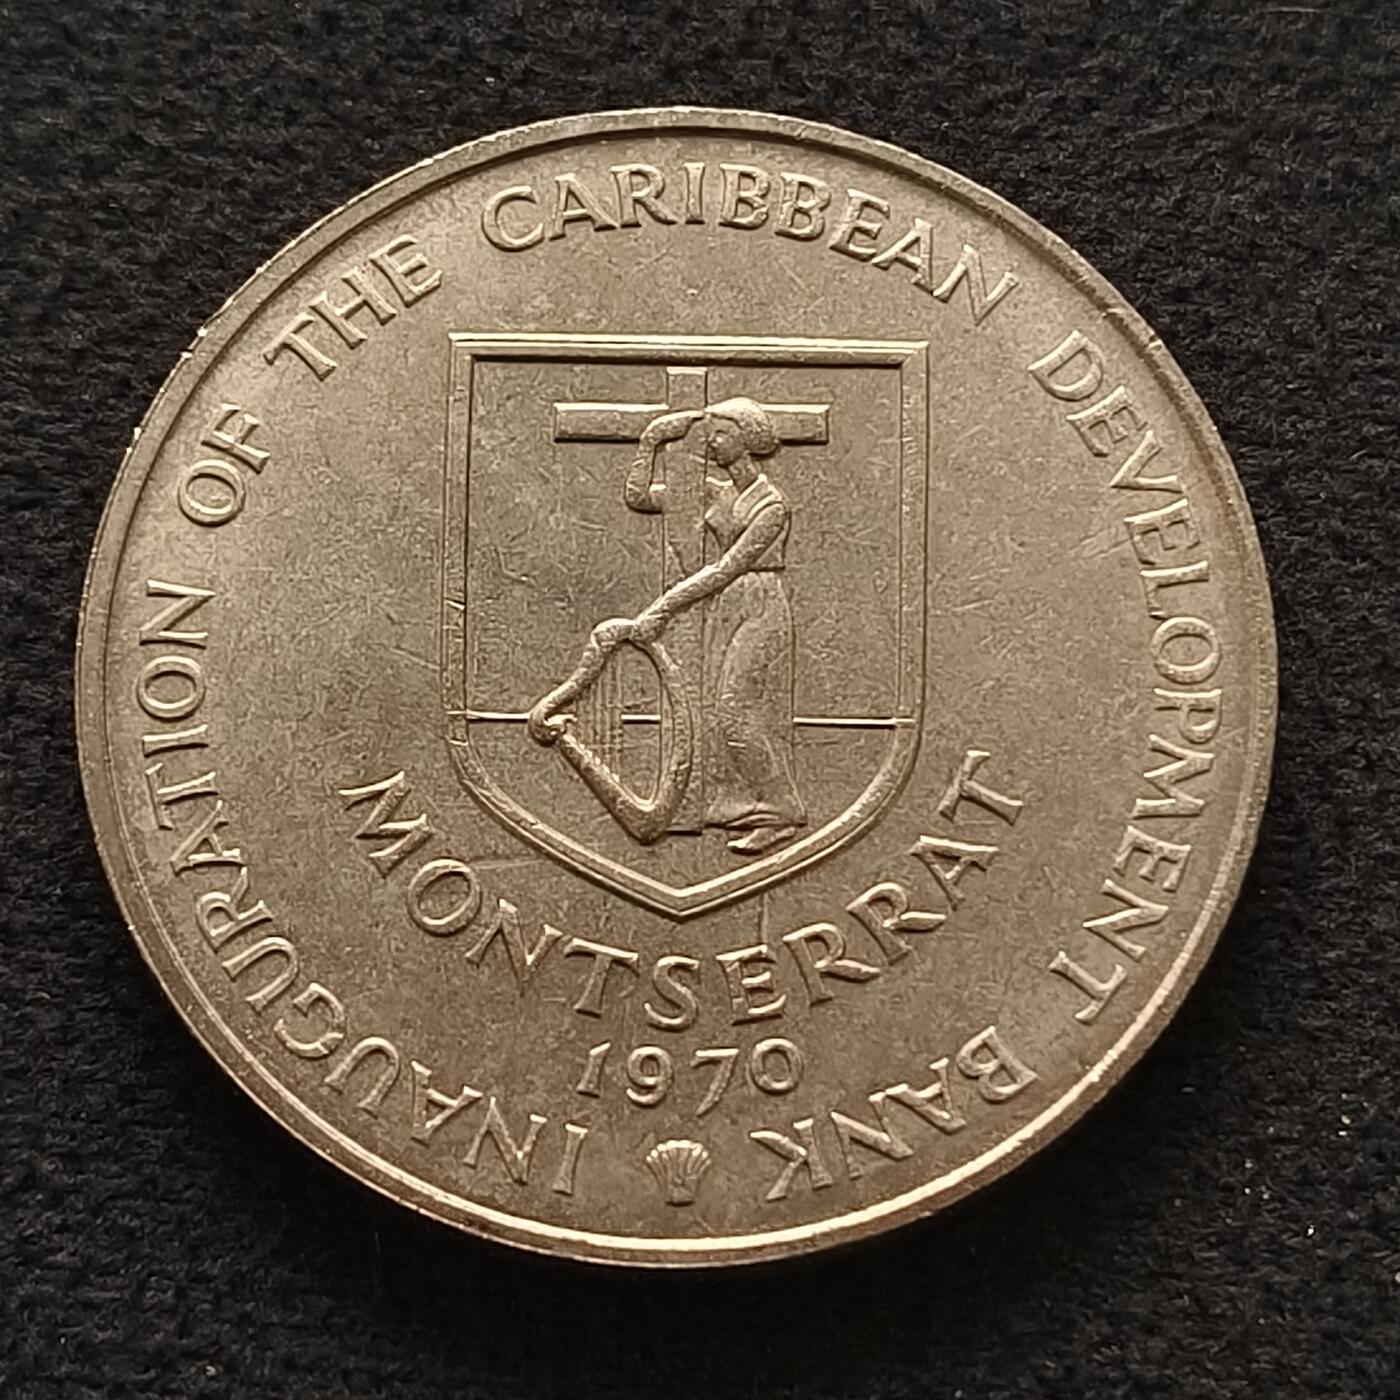 INAUGURATION OF THE CARIBBEAN DEVELOPMENT BANK
MONTSERRAT
1970